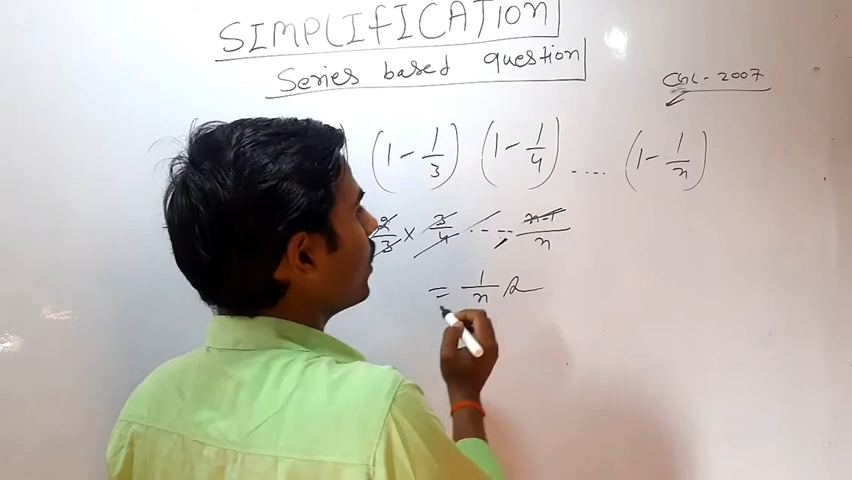 SIMPLIFICATION
Series based question
CGL - 2007
(1 - 1/3) (1 - 1/4) .... (1 - 1/n)
2/3 × 3/4 ..... n-1/n
= 1/n